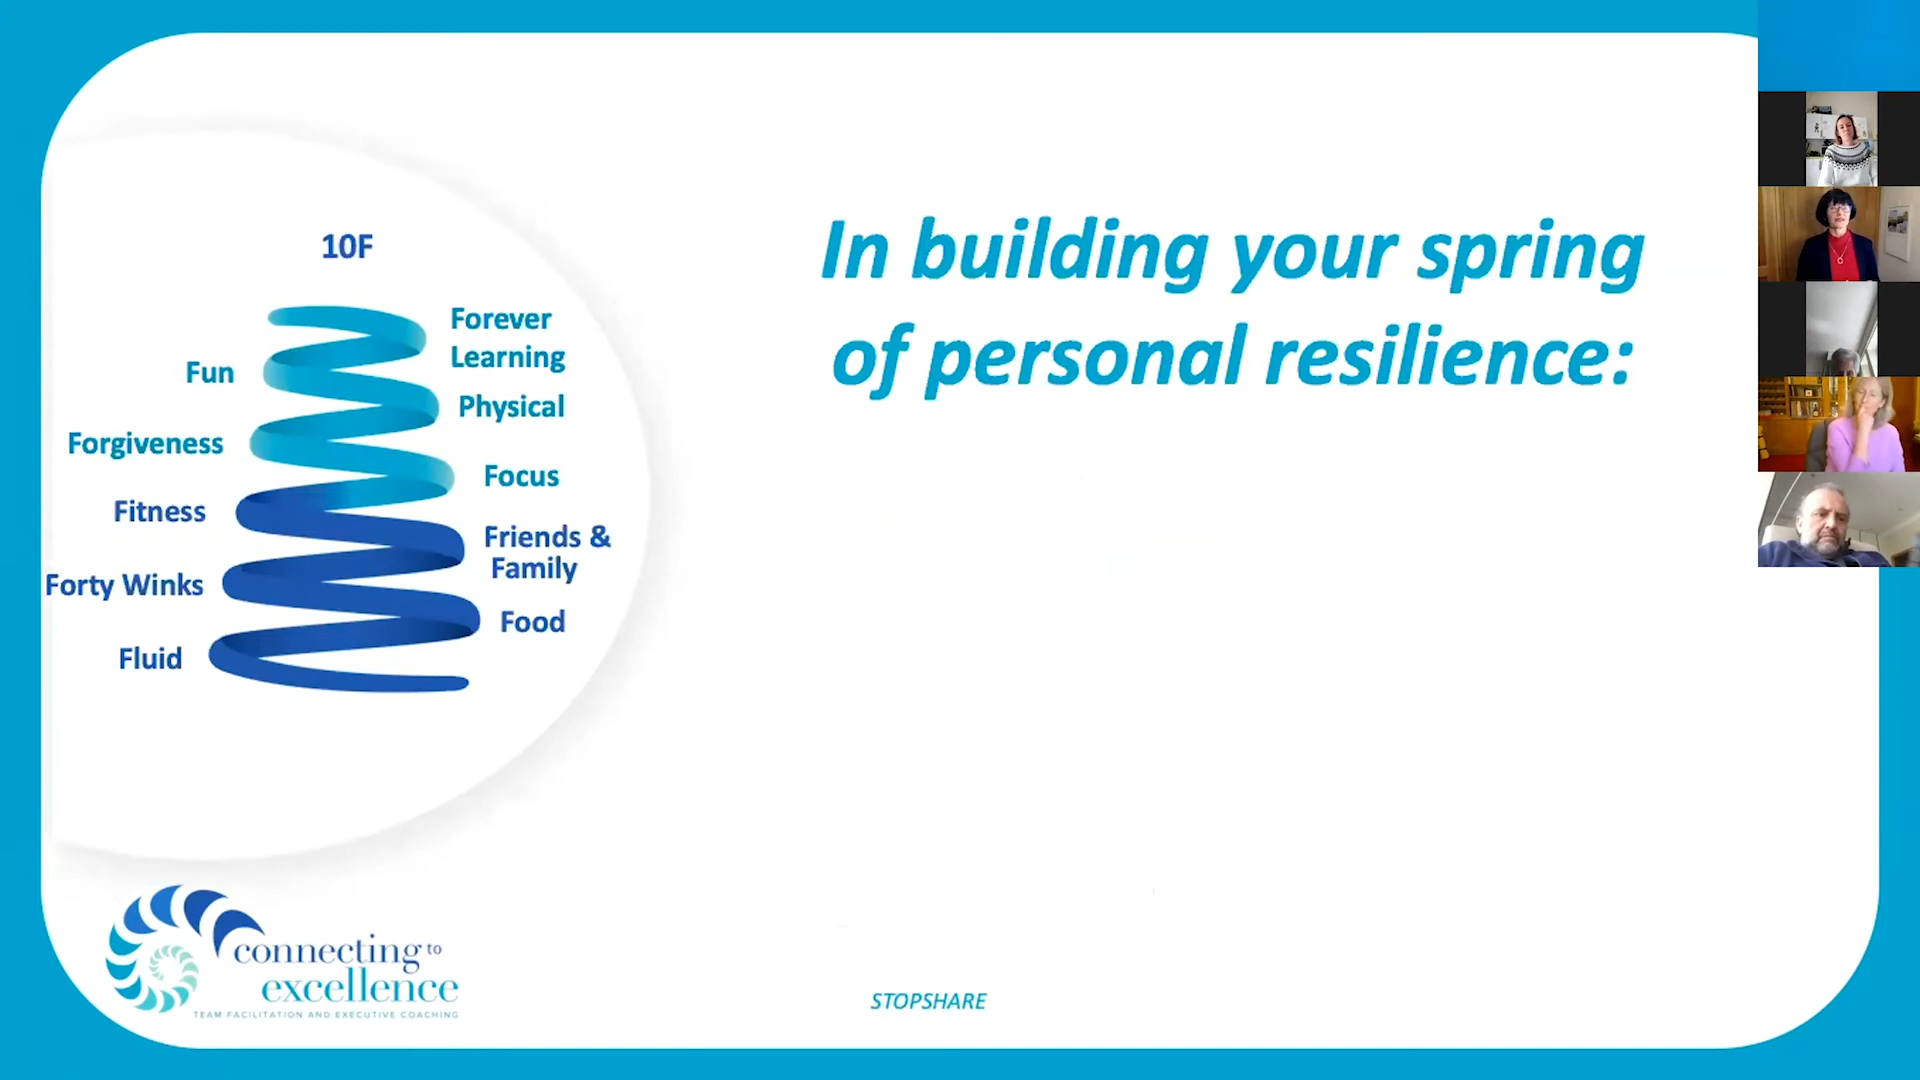 In building your spring
of personal resilience:
10F
Forever
Learning
Fun
Physical
Forgiveness
Focus
Fitness
Friends &
Family
Forty Winks
Food
Fluid
connecting to
excellence
TEAM FACILITATION AND EXECUTIVE COACHING
STOPSHARE